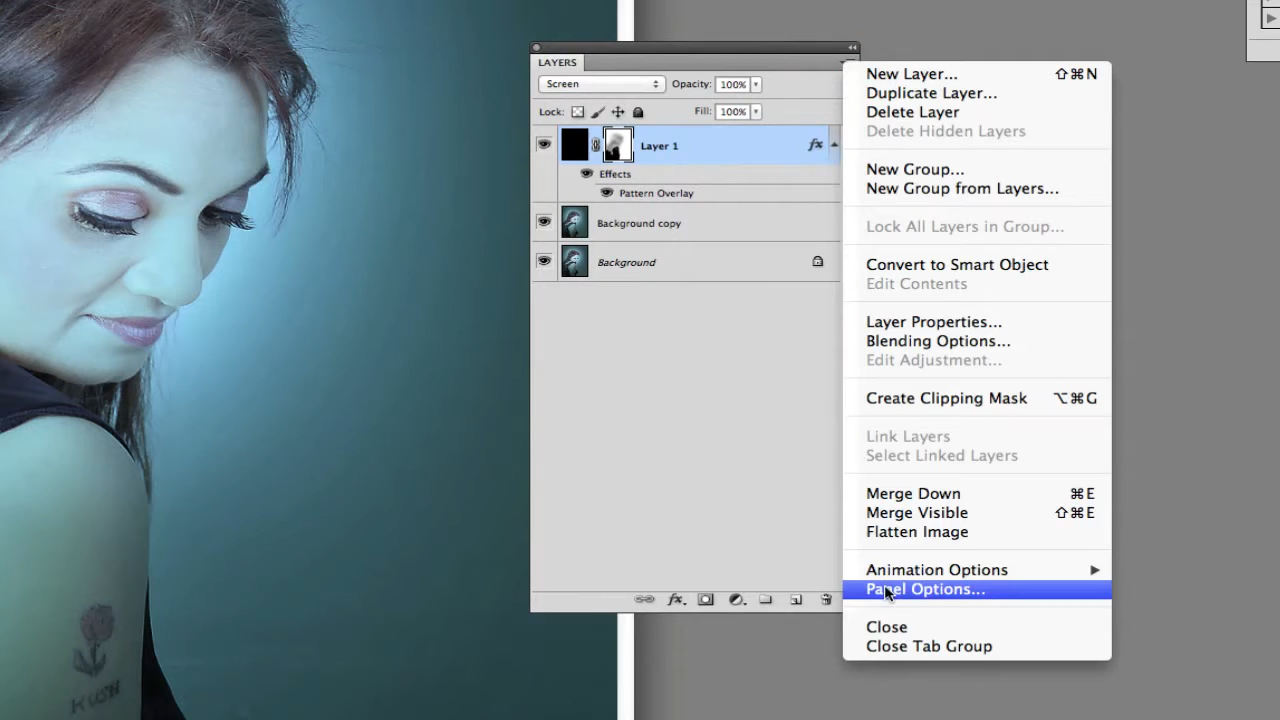 LAYERS
Screen
Opacity: 100%
Lock:
Fill: 100%
Layer 1
fx
Effects
Pattern Overlay
Background copy
Background
fx
New Layer... ⇧⌘N
Duplicate Layer...
Delete Layer
Delete Hidden Layers
New Group...
New Group from Layers...
Lock All Layers in Group...
Convert to Smart Object
Edit Contents
Layer Properties...
Blending Options...
Edit Adjustment...
Create Clipping Mask ⌥⌘G
Link Layers
Select Linked Layers
Merge Down ⌘E
Merge Visible ⇧⌘E
Flatten Image
Animation Options
Panel Options...
Close
Close Tab Group